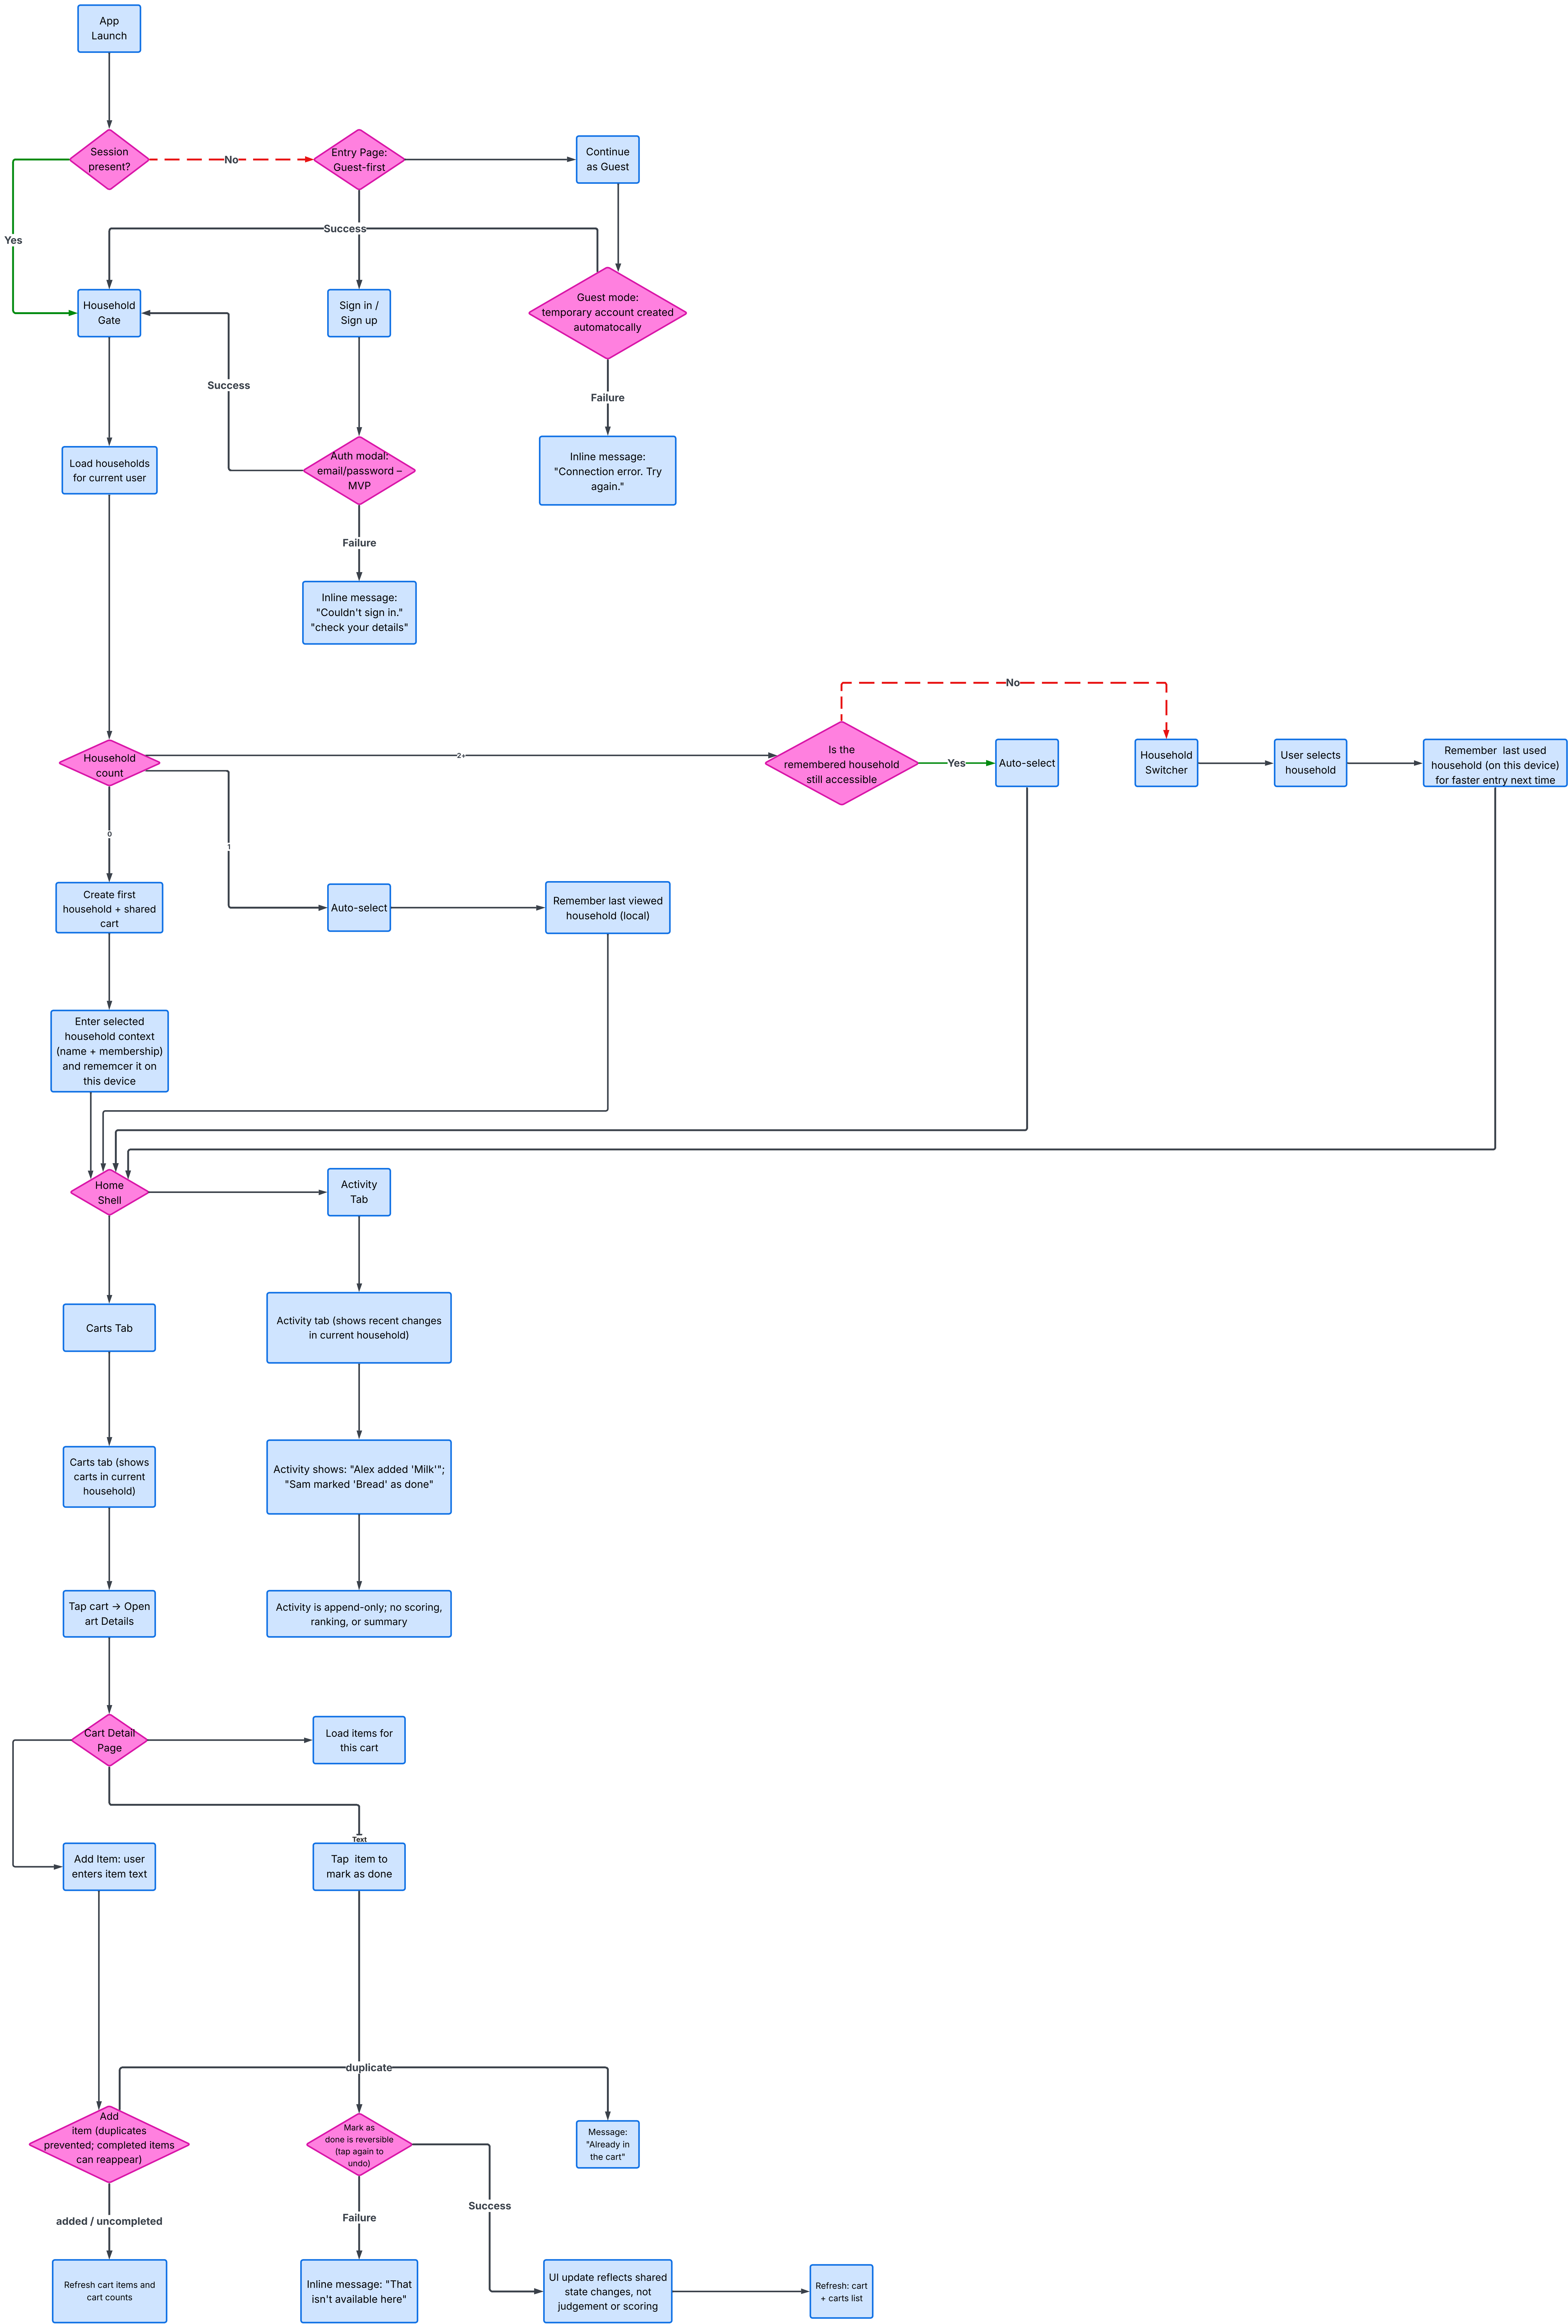 App
Launch
Session
present?
No
Entry Page:
Guest-first
Continue
as Guest
Yes
Success
Household
Gate
Sign in /
Sign up
Guest mode:
temporary account created
automatocally
Success
Failure
Load households
for current user
Auth modal:
email/password –
MVP
Inline message:
"Connection error. Try
again."
Failure
Inline message:
"Couldn't sign in."
"check your details"
No
Household
count
2+
Is the
remembered household
still accessible
Yes
Auto-select
Household
Switcher
User selects
household
Remember  last used
household (on this device)
for faster entry next time
0
1
Create first
household + shared
cart
Auto-select
Remember last viewed
household (local)
Enter selected
household context
(name + membership)
and rememcer it on
this device
Home
Shell
Activity
Tab
Carts Tab
Activity tab (shows recent changes
in current household)
Carts tab (shows
carts in current
household)
Activity shows: "Alex added 'Milk'";
"Sam marked 'Bread' as done"
Tap cart → Open
art Details
Activity is append-only; no scoring,
ranking, or summary
Cart Detail
Page
Load items for
this cart
Text
Add Item: user
enters item text
Tap  item to
mark as done
duplicate
Add
item (duplicates
prevented; completed items
can reappear)
Mark as
done is reversible
(tap again to
undo)
Message:
"Already in
the cart"
Success
added / uncompleted
Failure
Refresh cart items and
cart counts
Inline message: "That
isn't available here"
UI update reflects shared
state changes, not
judgement or scoring
Refresh: cart
+ carts list